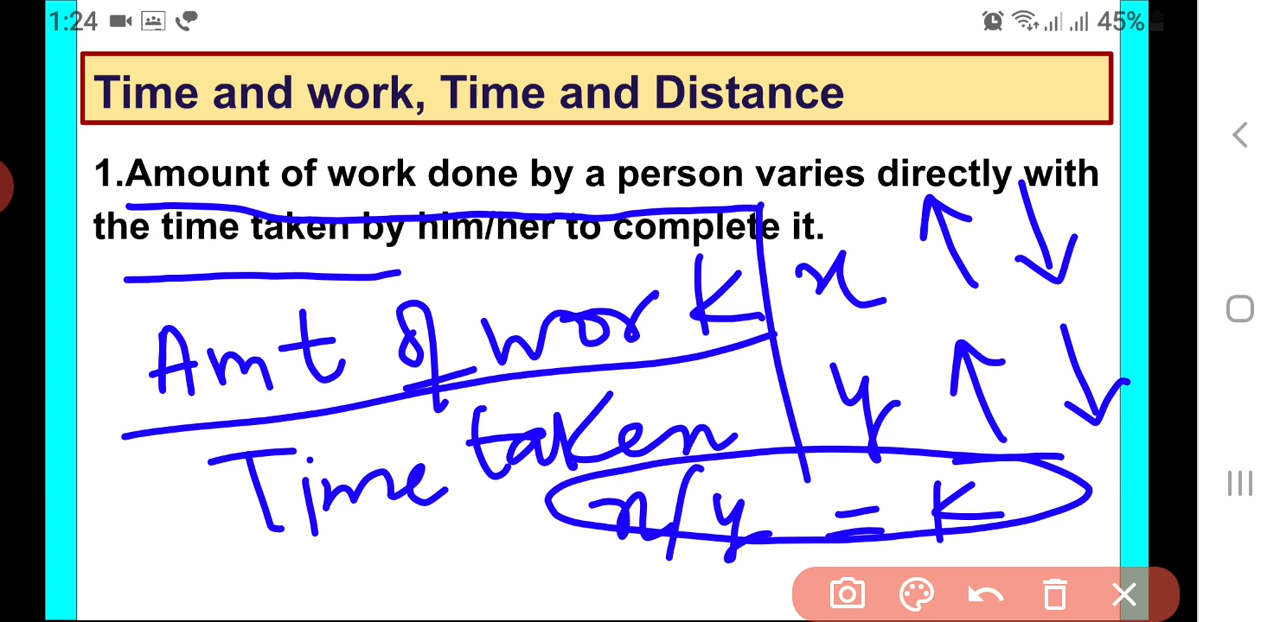 1:24 45%
Time and work, Time and Distance
1.Amount of work done by a person varies directly with
the time taken by him/her to complete it.
Amt of work x
Time taken y
x/y = K